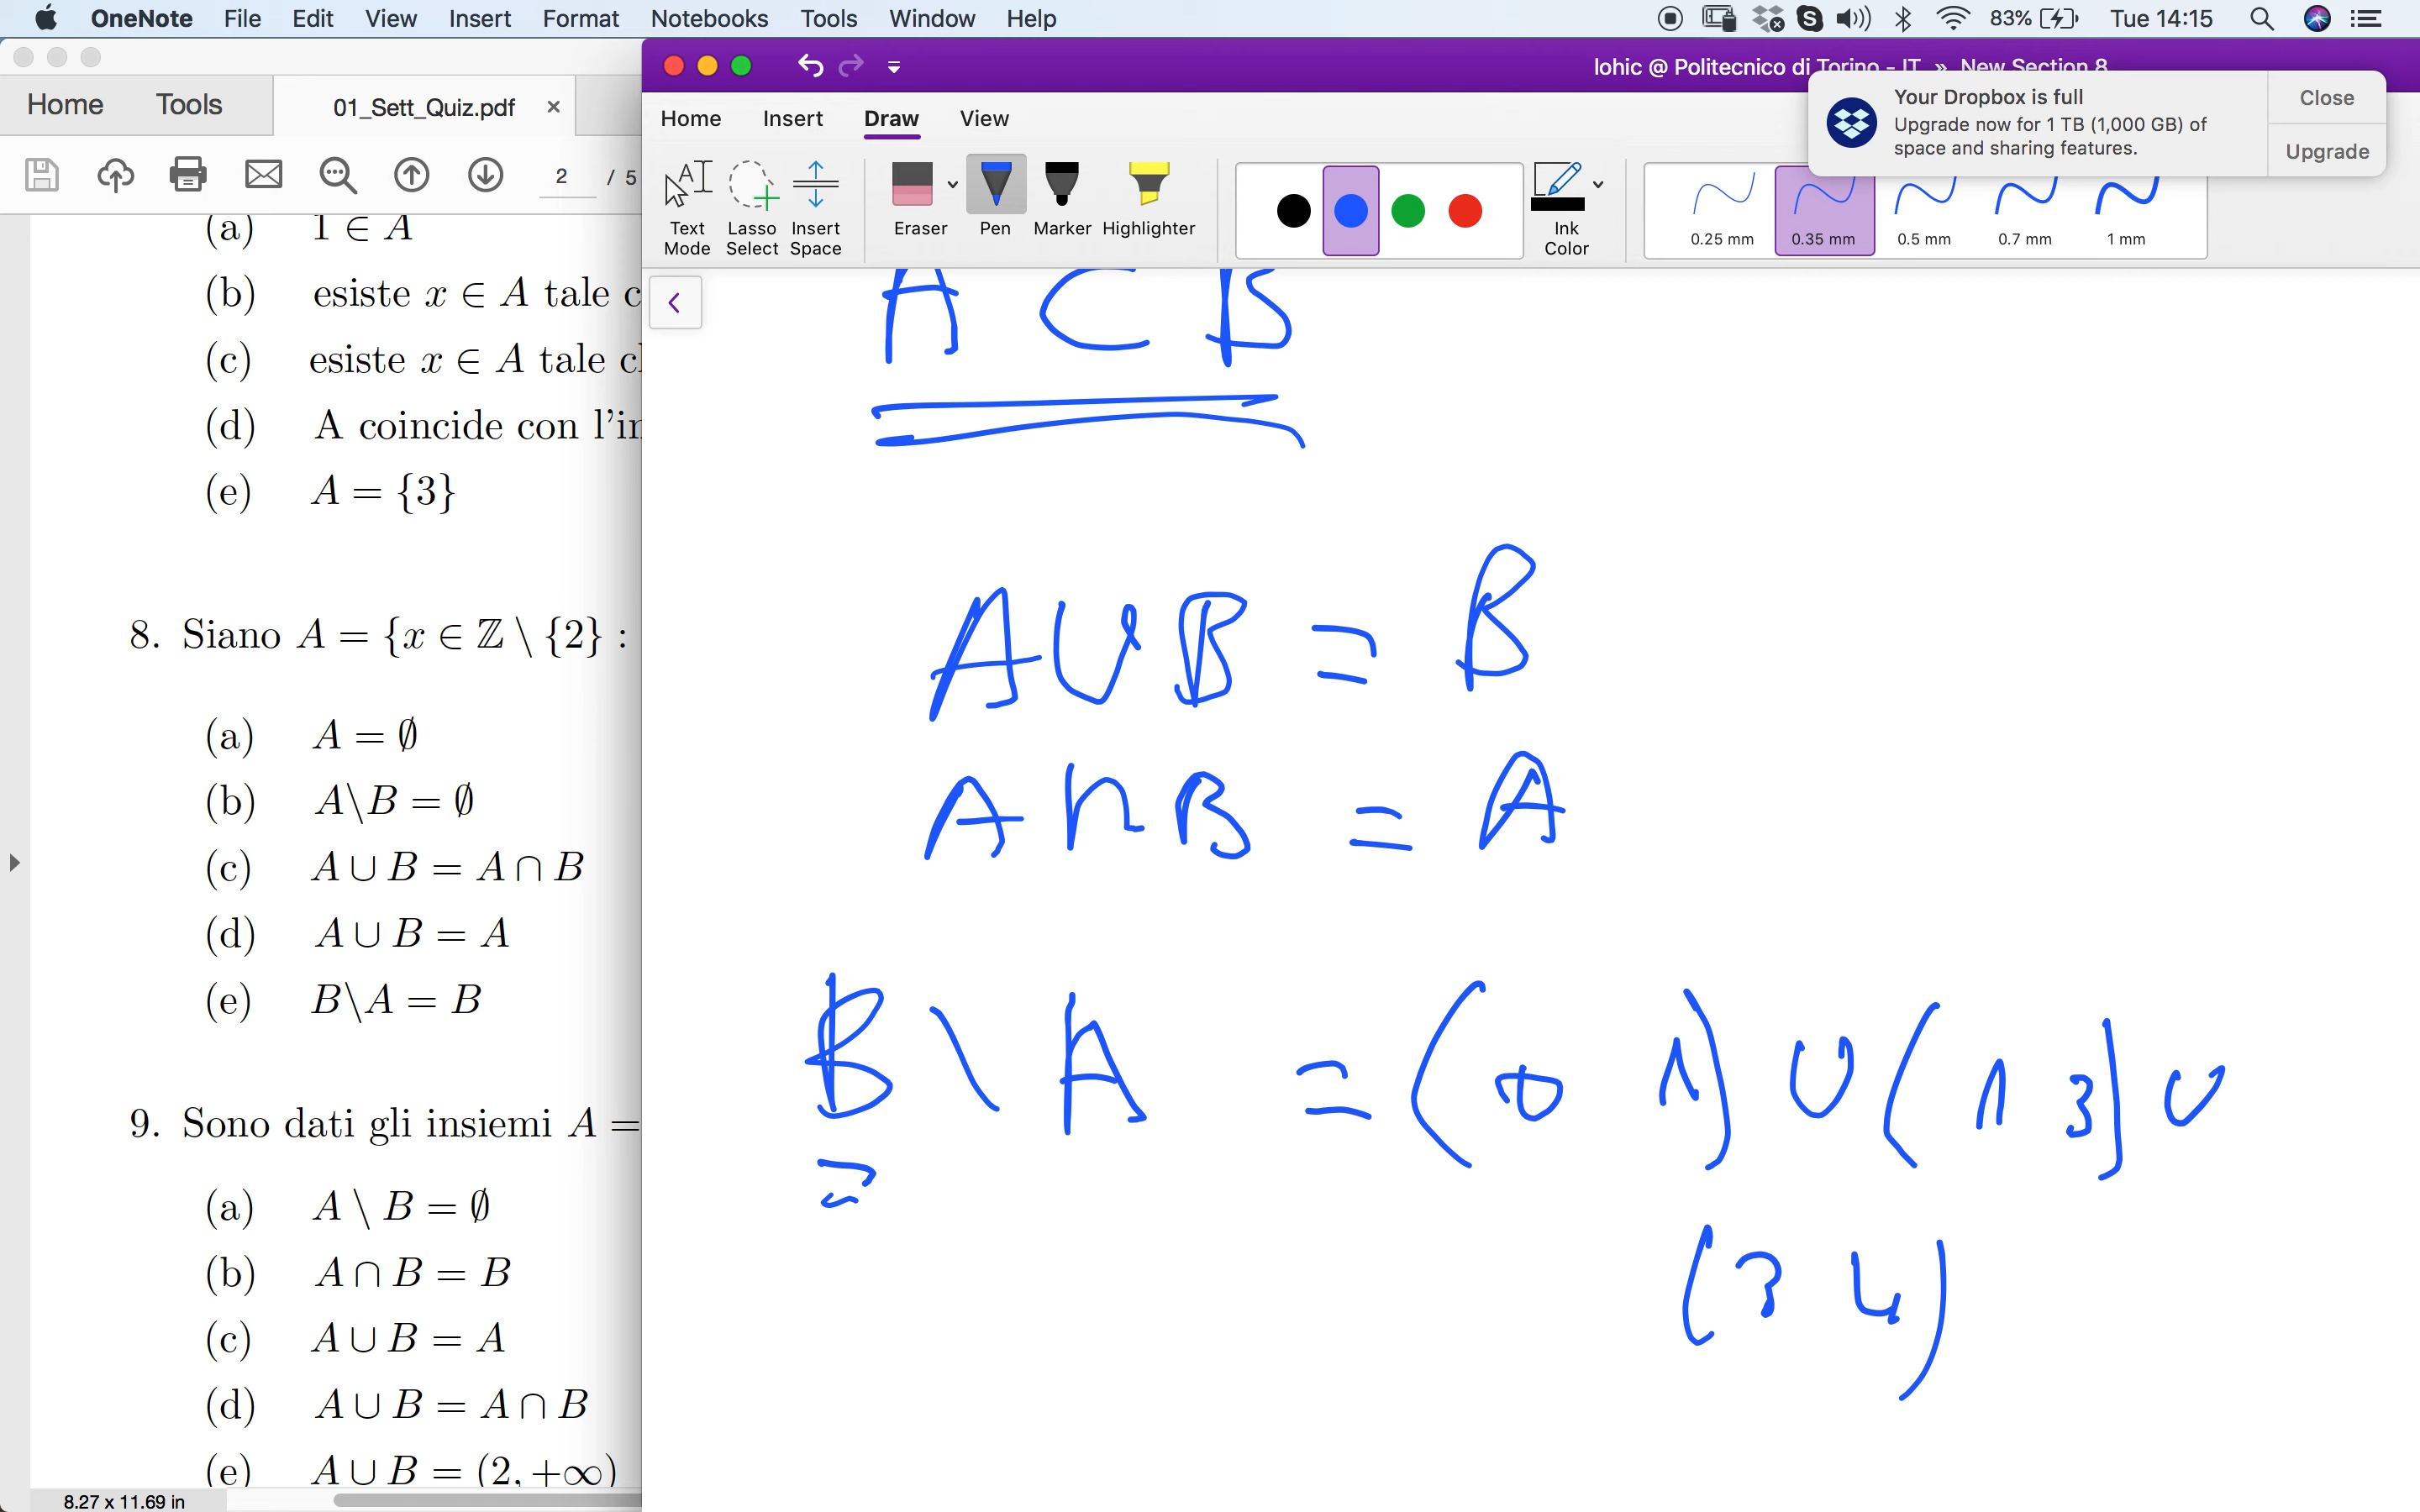 OneNote File Edit View Insert Format Notebooks Tools Window Help 83% Tue 14:15
Home Tools 01_Sett_Quiz.pdf ×
2 / 5
(a) 1 ∈ A
(b) esiste x ∈ A tale
(c) esiste x ∈ A tale
(d) A coincide con
(e) A = {3}
8. Siano A = {x ∈ ℤ \ {2} :
(a) A = ∅
(b) A\B = ∅
(c) A ∪ B = A ∩ B
(d) A ∪ B = A
(e) B\A = B
9. Sono dati gli insiemi A =
(a) A \ B = ∅
(b) A ∩ B = B
(c) A ∪ B = A
(d) A ∪ B = A ∩ B
(e) A ∪ B = (2, +∞)
8.27 x 11.69 in
Iohic @ Politecnico di Torino - IT » New Section 8
Your Dropbox is full
Upgrade now for 1 TB (1,000 GB) of
space and sharing features.
Close
Upgrade
Home Insert Draw View
Text Mode Lasso Select Insert Space Eraser Pen Marker Highlighter Ink Color 0.25 mm 0.35 mm 0.5 mm 0.7 mm 1 mm
A ⊂ B
A ∪ B = B
A ∩ B = A
B \ A = (0 1) ∪ (1 3] ∪
(3 4)